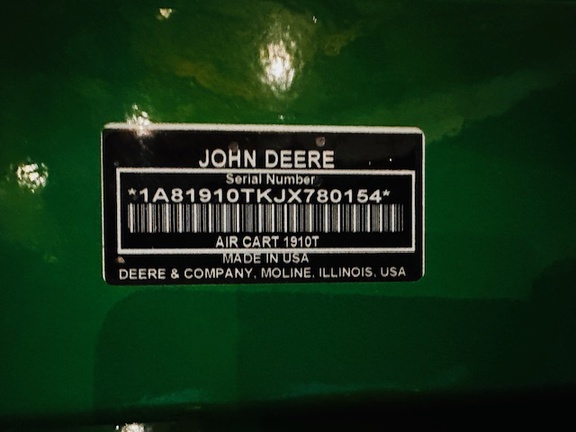 JOHN DEERE
Serial Number
*1A81910TKJX780154*
AIR CART 1910T
MADE IN USA
DEERE & COMPANY, MOLINE, ILLINOIS, USA